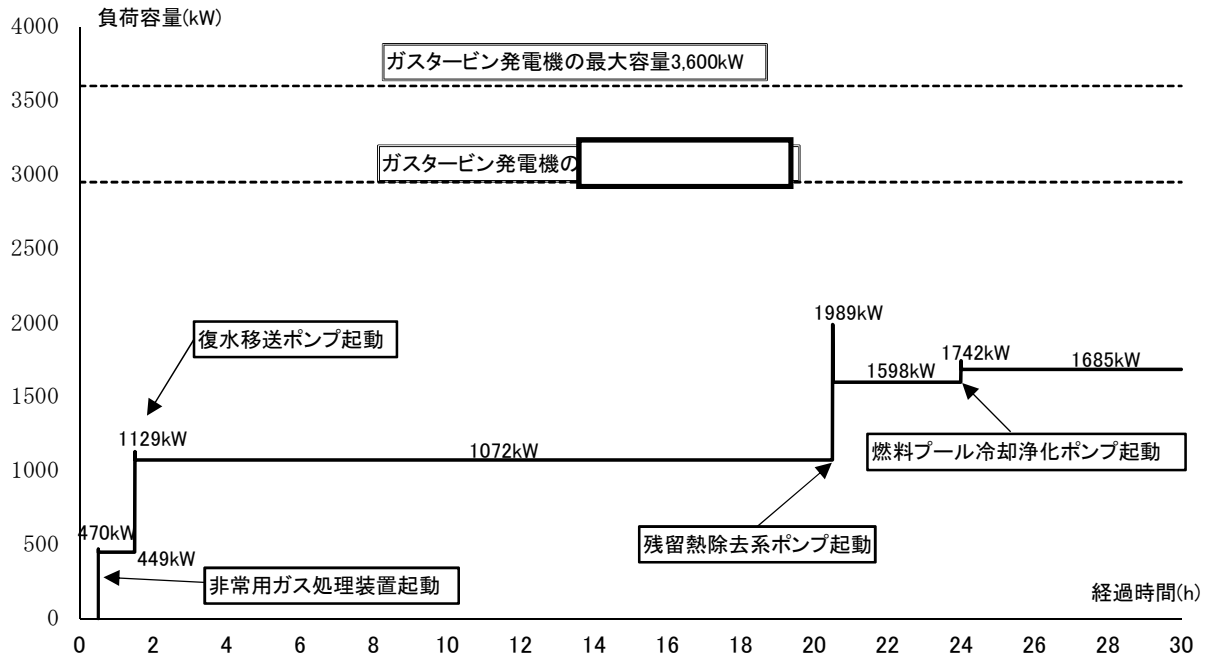 負荷容量(kW)
4000
ガスタービン発電機の最大容量3,600kW
3500
ガスタービン発電機の
3000
2500
2000
1989kW
復水移送ポンプ起動
1742kW
1685kW
1598kW
1500
1129kW
1072kW
燃料プール冷却浄化ポンプ起動
1000
470kW
残留熱除去系ポンプ起動
500
449kW
非常用ガス処理装置起動
経過時間(h)
0
0 2 4 6 8 10 12 14 16 18 20 22 24 26 28 30